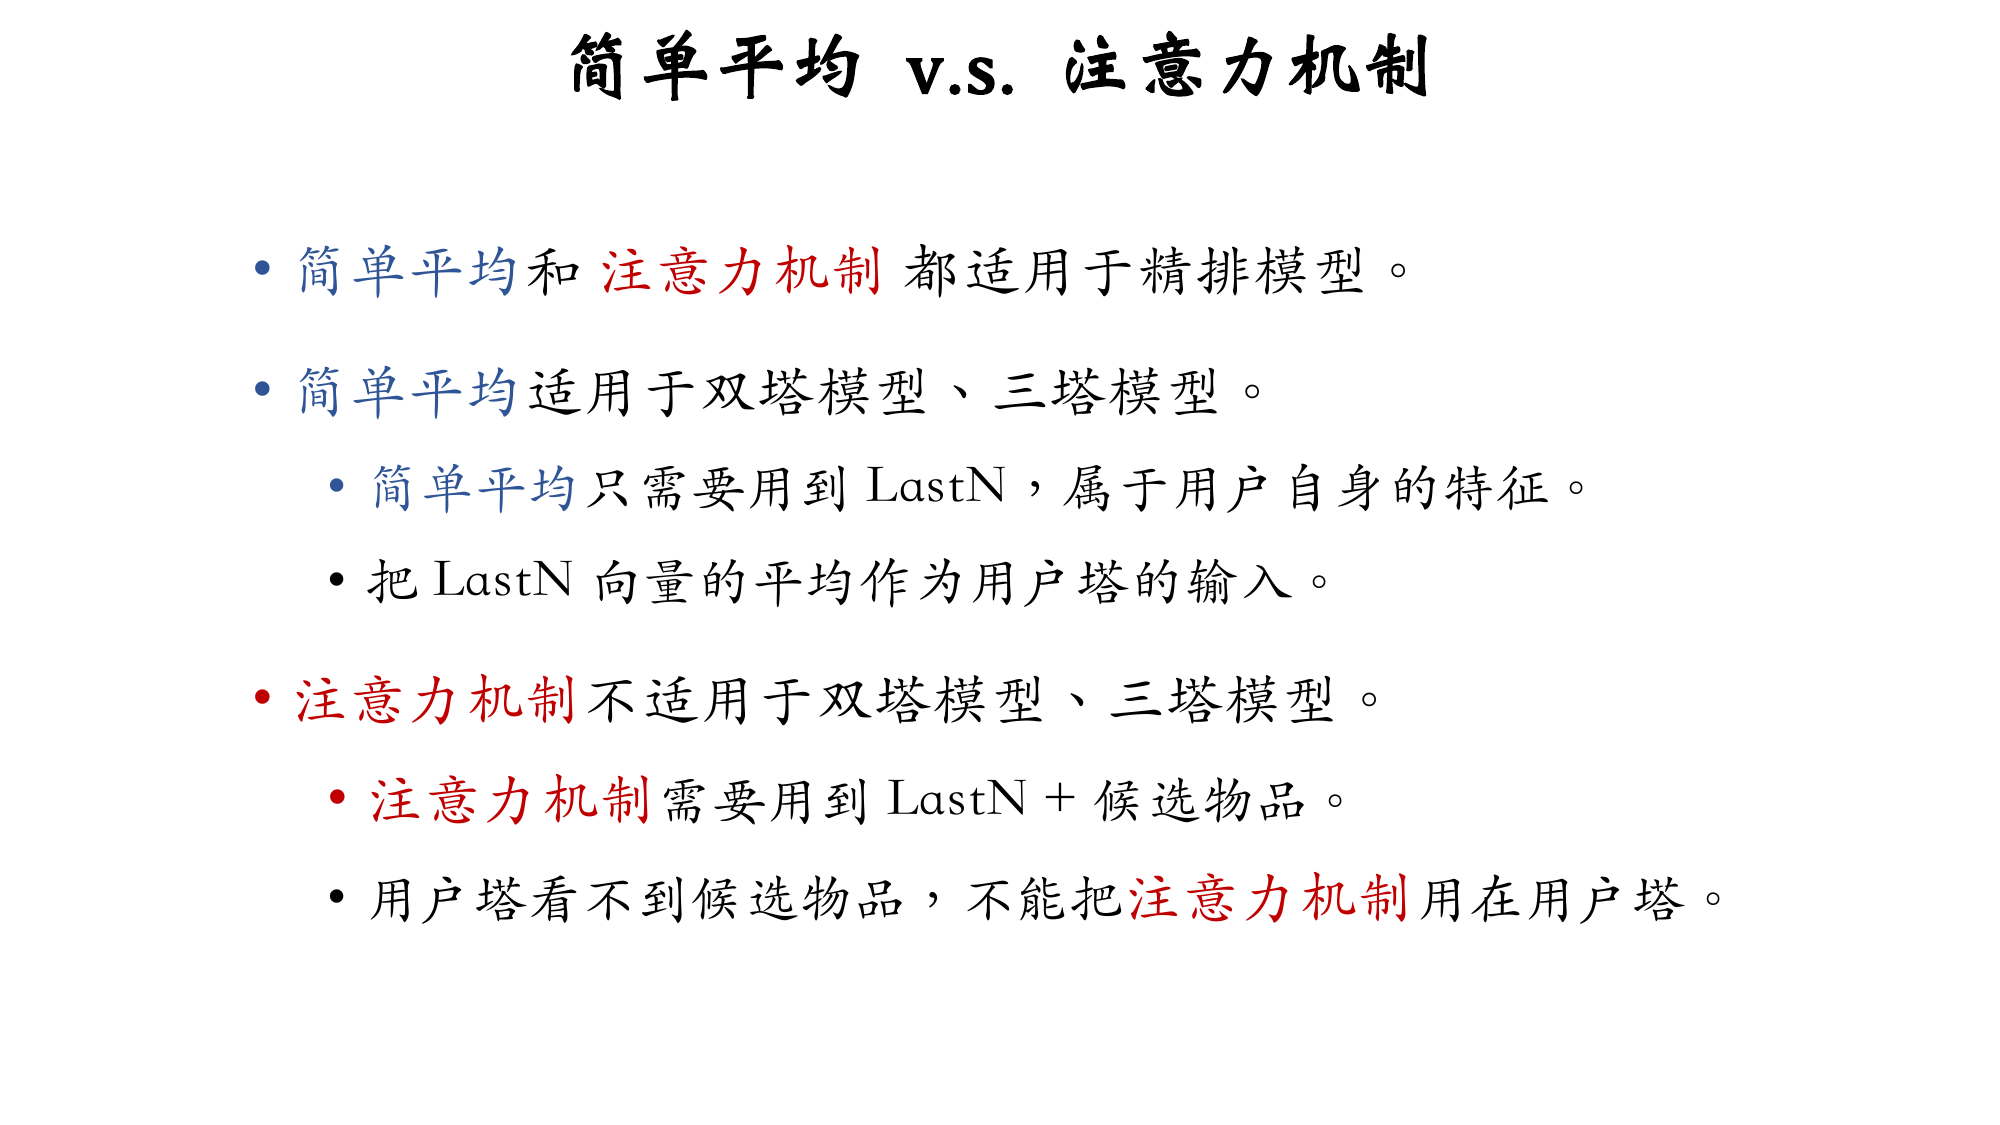 简单平均 v.s. 注意力机制
• 简单平均和 注意力机制 都适用于精排模型。
• 简单平均适用于双塔模型、三塔模型。
• 简单平均只需要用到 LastN，属于用户自身的特征。
• 把 LastN 向量的平均作为用户塔的输入。
• 注意力机制不适用于双塔模型、三塔模型。
• 注意力机制需要用到 LastN + 候选物品。
• 用户塔看不到候选物品，不能把注意力机制用在用户塔。